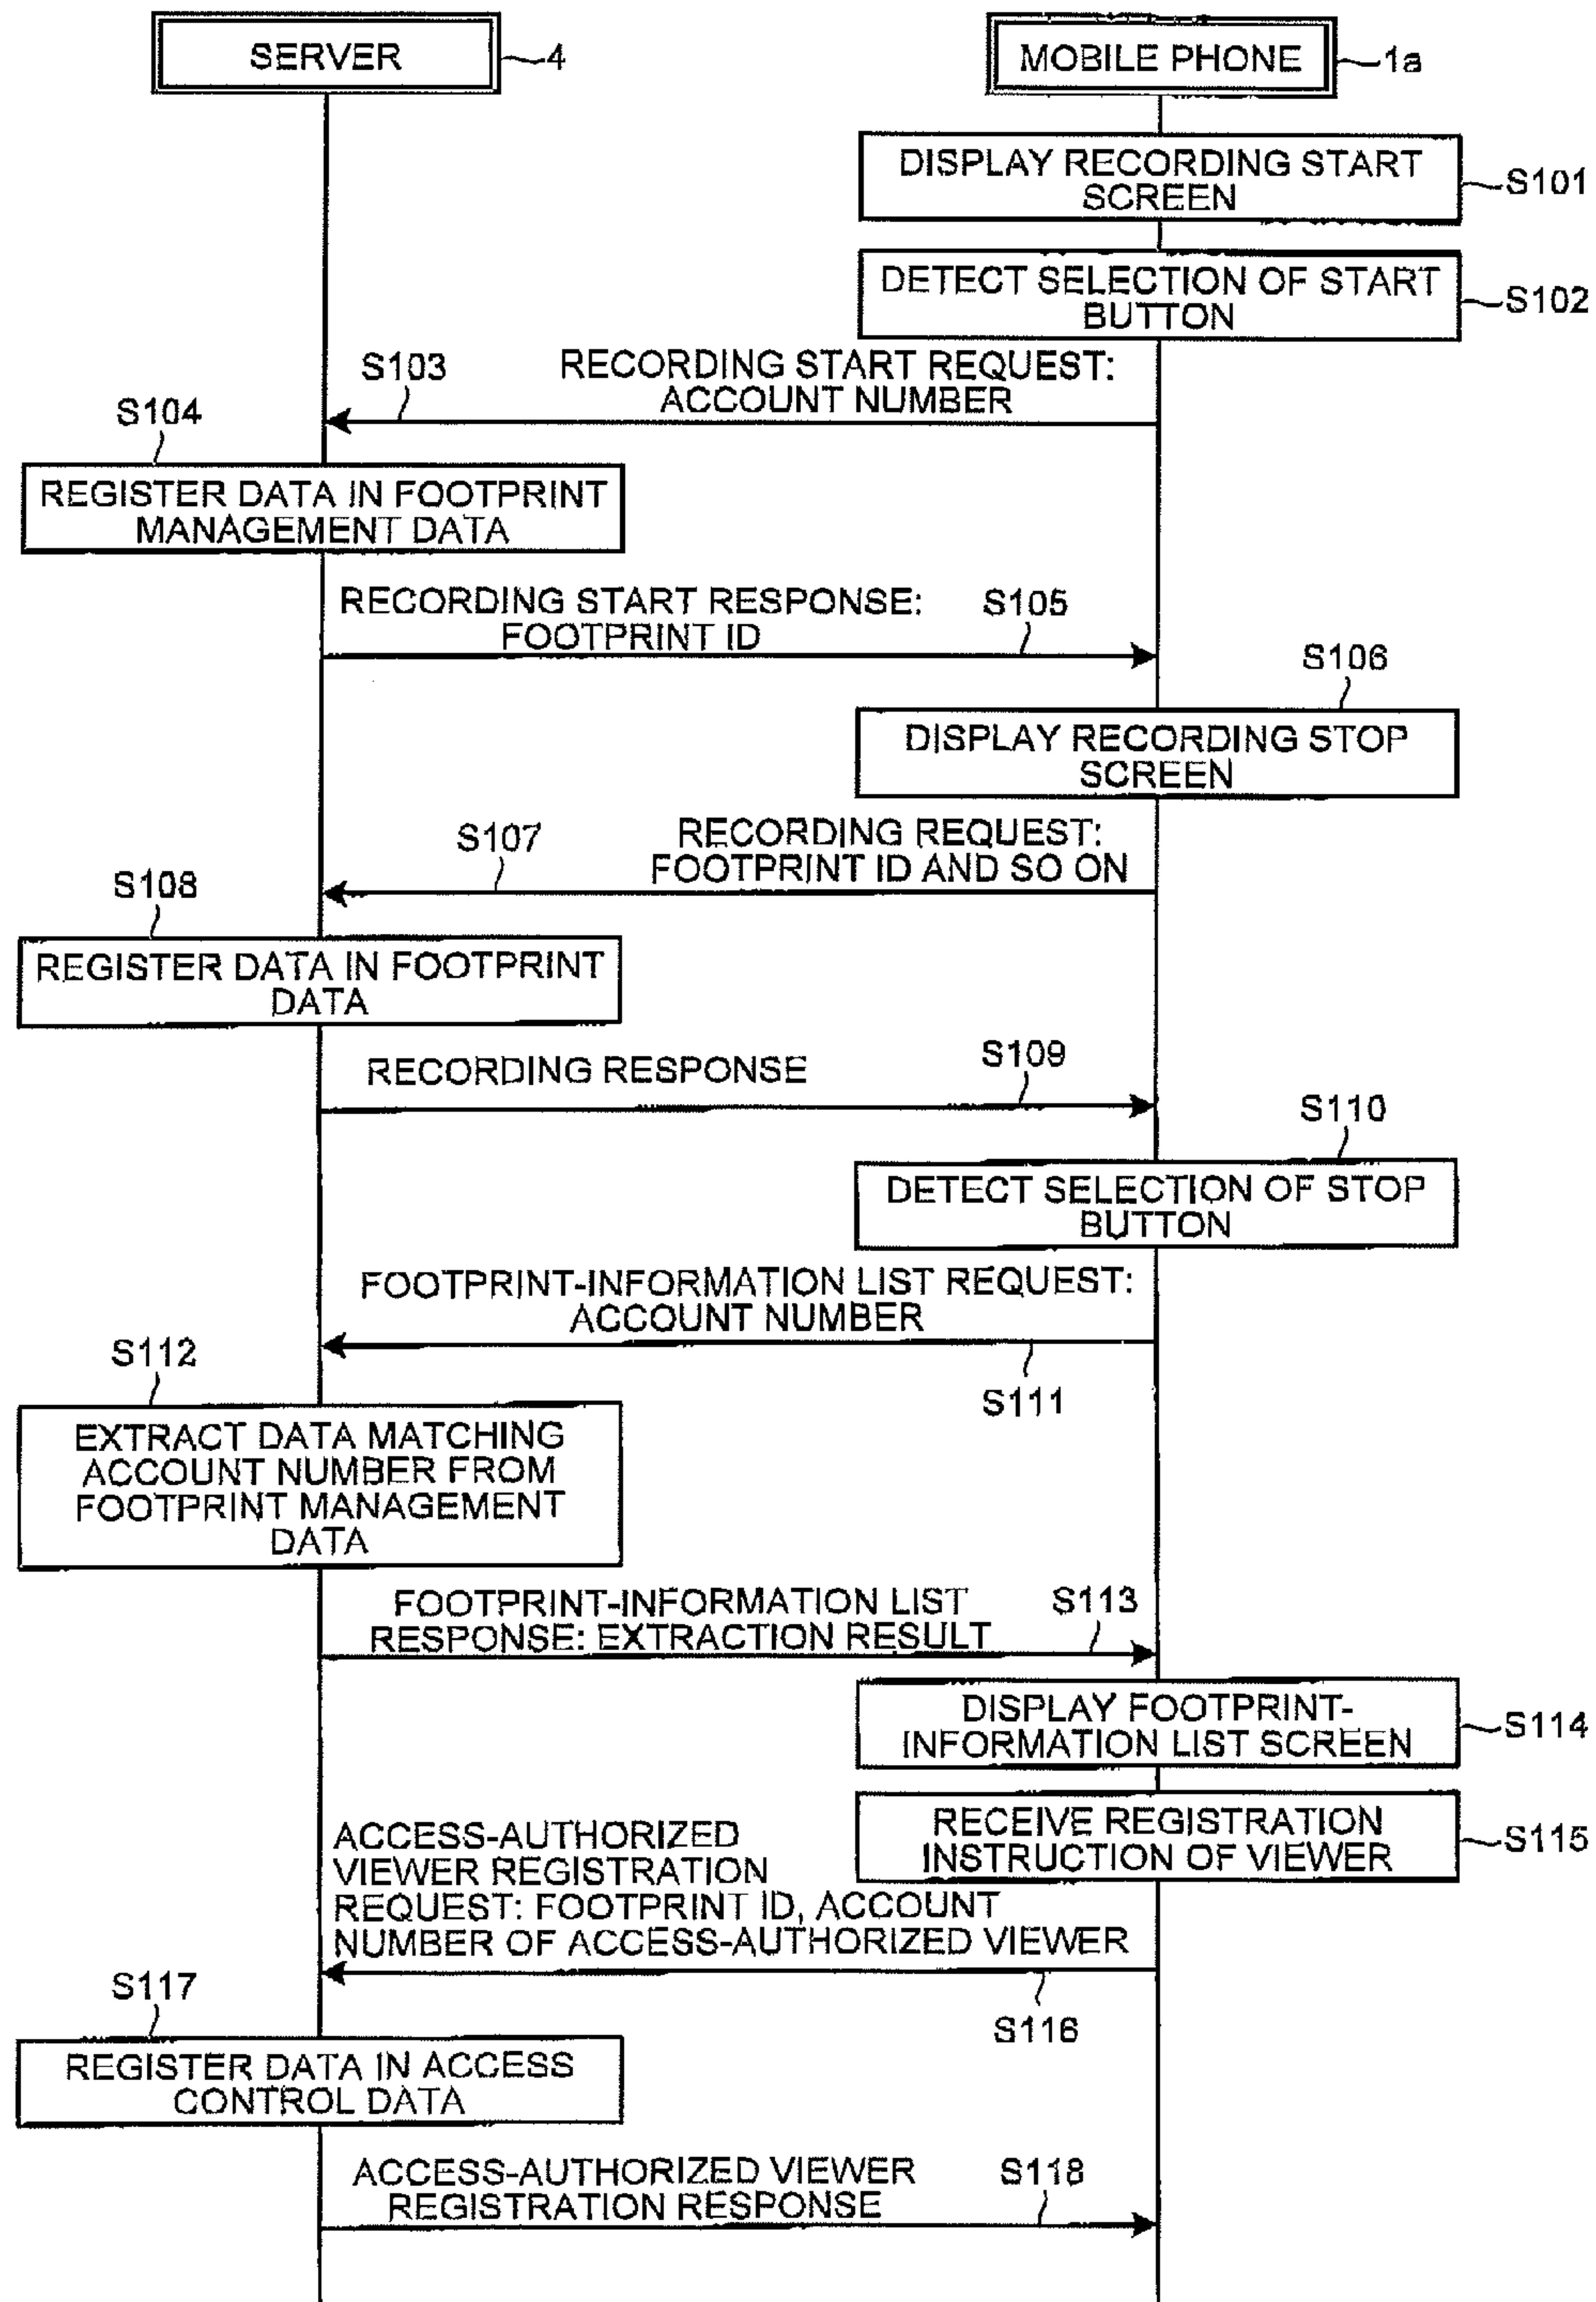 SERVER
4
MOBILE PHONE
1a
DISPLAY RECORDING START
SCREEN
S101
DETECT SELECTION OF START
BUTTON
S102
S103
RECORDING START REQUEST:
ACCOUNT NUMBER
S104
REGISTER DATA IN FOOTPRINT
MANAGEMENT DATA
RECORDING START RESPONSE:
FOOTPRINT ID
S105
S106
DISPLAY RECORDING STOP
SCREEN
S107
RECORDING REQUEST:
FOOTPRINT ID AND SO ON
S108
REGISTER DATA IN FOOTPRINT
DATA
RECORDING RESPONSE
S109
S110
DETECT SELECTION OF STOP
BUTTON
FOOTPRINT-INFORMATION LIST REQUEST:
ACCOUNT NUMBER
S111
S112
EXTRACT DATA MATCHING
ACCOUNT NUMBER FROM
FOOTPRINT MANAGEMENT
DATA
FOOTPRINT-INFORMATION LIST
RESPONSE: EXTRACTION RESULT
S113
DISPLAY FOOTPRINT-
INFORMATION LIST SCREEN
S114
RECEIVE REGISTRATION
INSTRUCTION OF VIEWER
S115
ACCESS-AUTHORIZED
VIEWER REGISTRATION
REQUEST: FOOTPRINT ID, ACCOUNT
NUMBER OF ACCESS-AUTHORIZED VIEWER
S116
S117
REGISTER DATA IN ACCESS
CONTROL DATA
ACCESS-AUTHORIZED VIEWER
REGISTRATION RESPONSE
S118